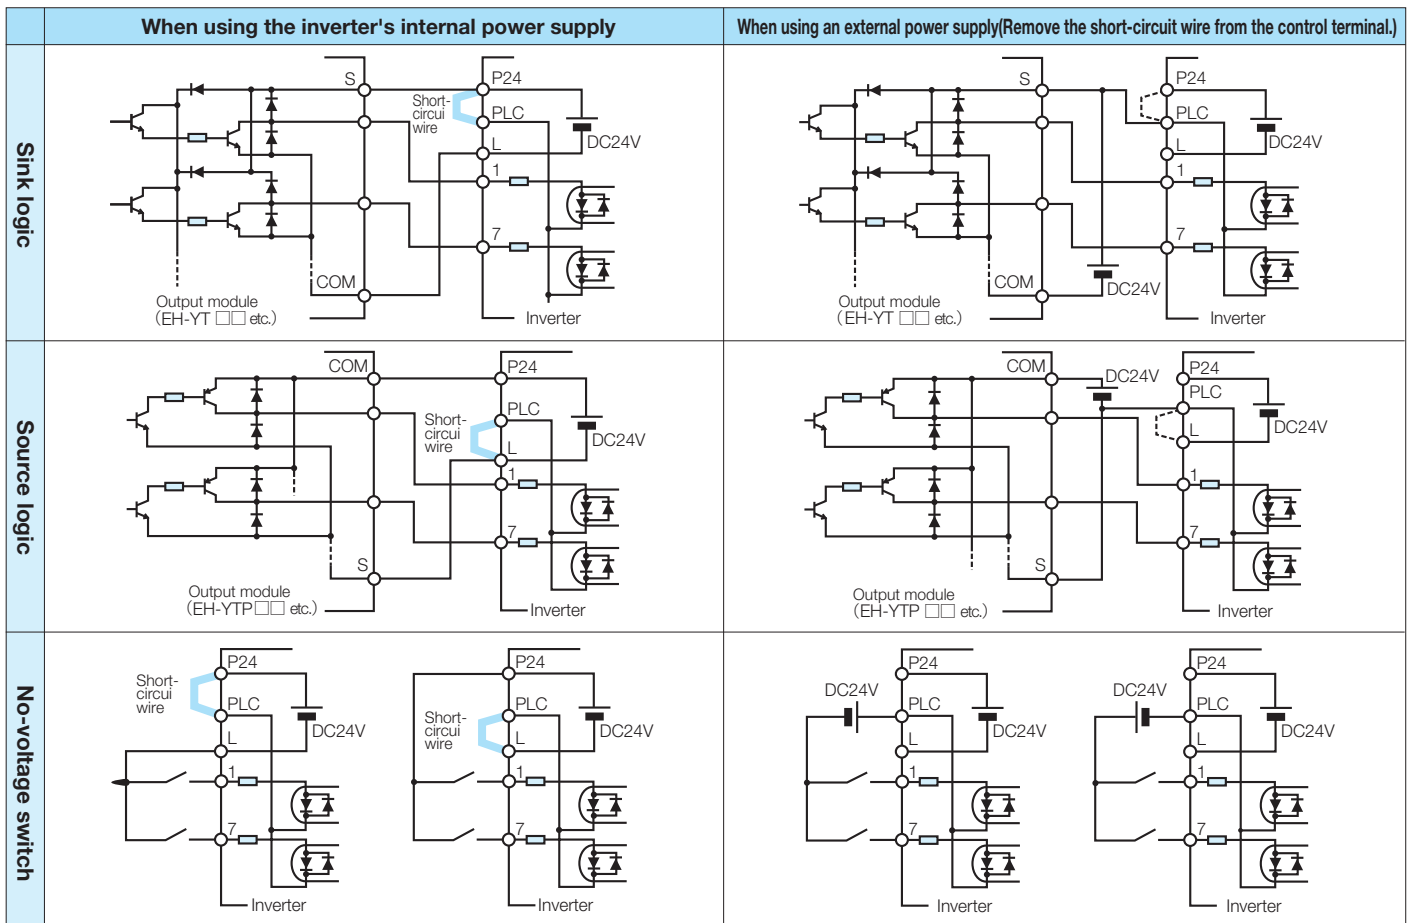 When using the inverter's internal power supply
When using an external power supply(Remove the short-circuit wire from the control terminal.)
Sink logic
S
P24
Short-
circui
wire
PLC
DC24V
L
1
7
COM
Output module
(EH-YT □□ etc.)
Inverter
S
P24
PLC
DC24V
L
1
7
COM
DC24V
Output module
(EH-YT □□ etc.)
Inverter
Source logic
COM
P24
PLC
Short-
circui
wire
DC24V
L
1
7
S
Output module
(EH-YTP □□ etc.)
Inverter
COM
DC24V
P24
PLC
DC24V
L
1
7
S
Output module
(EH-YTP □□ etc.)
Inverter
No-voltage switch
P24
Short-
circui
wire
PLC
DC24V
L
1
7
Inverter
P24
PLC
Short-
circui
wire
DC24V
L
1
7
Inverter
P24
DC24V
PLC
DC24V
L
1
7
Inverter
P24
DC24V
PLC
DC24V
L
1
7
Inverter